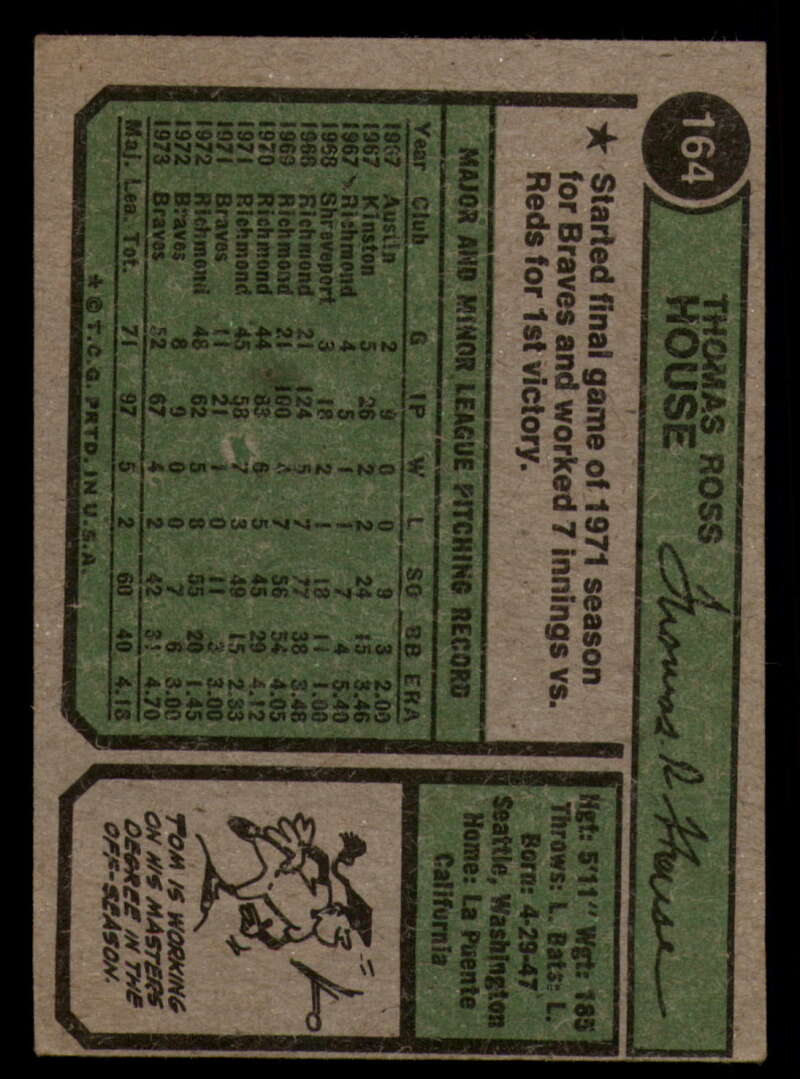 164
THOMAS ROSS
HOUSE
Thomas R House
★ Started final game of 1971 season
for Braves and worked 7 innings vs.
Reds for 1st victory.
MAJOR AND MINOR LEAGUE PITCHING RECORD
Year Club G IP W L SO BB ERA
1967 Austin 2 9 0 0 9 3 2.00
1967 Kinston 5 26 2 2 24 15 3.46
1967 Richmond 4 5 1 1 7 4 5.40
1968 Shreveport 3 18 2 1 18 11 1.00
1968 Richmond 21 124 5 7 77 38 3.46
1969 Richmond 21 100 4 7 56 54 4.05
1970 Richmond 44 83 6 5 45 29 4.12
1971 Richmond 45 58 7 3 49 15 2.33
1971 Braves 11 21 1 0 11 3 3.00
1972 Richmond 46 62 5 8 55 20 1.45
1972 Braves 8 9 0 0 7 6 3.00
1973 Braves 52 67 4 2 42 31 4.70
Maj. Lea. Tot. 71 97 5 2 60 40 4.18
* © T.C.G. PRTD. IN U.S.A.
Hgt: 5'11" Wgt: 185
Throws: L. Bats: L.
Born: 4-29-47
Seattle, Washington
Home: La Puente
California
TOM IS WORKING
ON HIS MASTERS
DEGREE IN THE
OFF-SEASON.